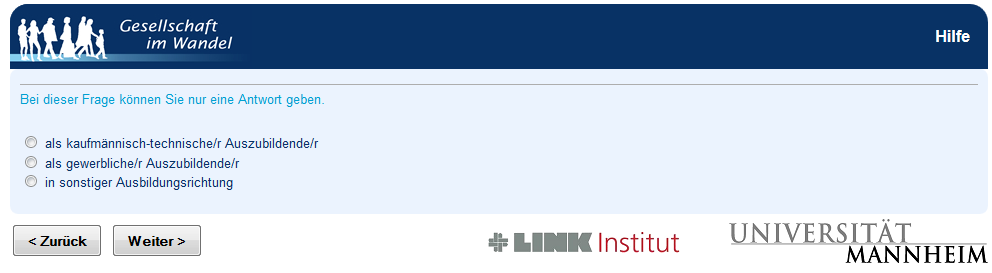 Gesellschaft
im Wandel
Hilfe
Bei dieser Frage können Sie nur eine Antwort geben.
als kaufmännisch-technische/r Auszubildende/r
als gewerbliche/r Auszubildende/r
in sonstiger Ausbildungsrichtung
< Zurück
Weiter >
LINK Institut
UNIVERSITÄT
MANNHEIM